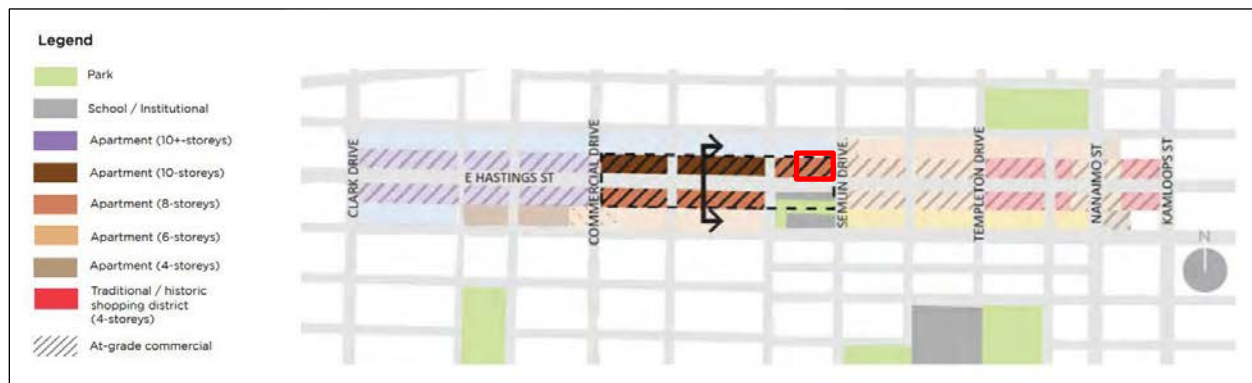 Legend
Park
School / Institutional
Apartment (10+-storeys)
Apartment (10-storeys)
Apartment (8-storeys)
Apartment (6-storeys)
Apartment (4-storeys)
Traditional / historic
shopping district
(4-storeys)
At-grade commercial
CLARK DRIVE
E HASTINGS ST
COMMERCIAL DRIVE
SEMLIN DRIVE.
TEMPLETON DRIVE
NANAIMO ST
KAMLOOPS ST
N